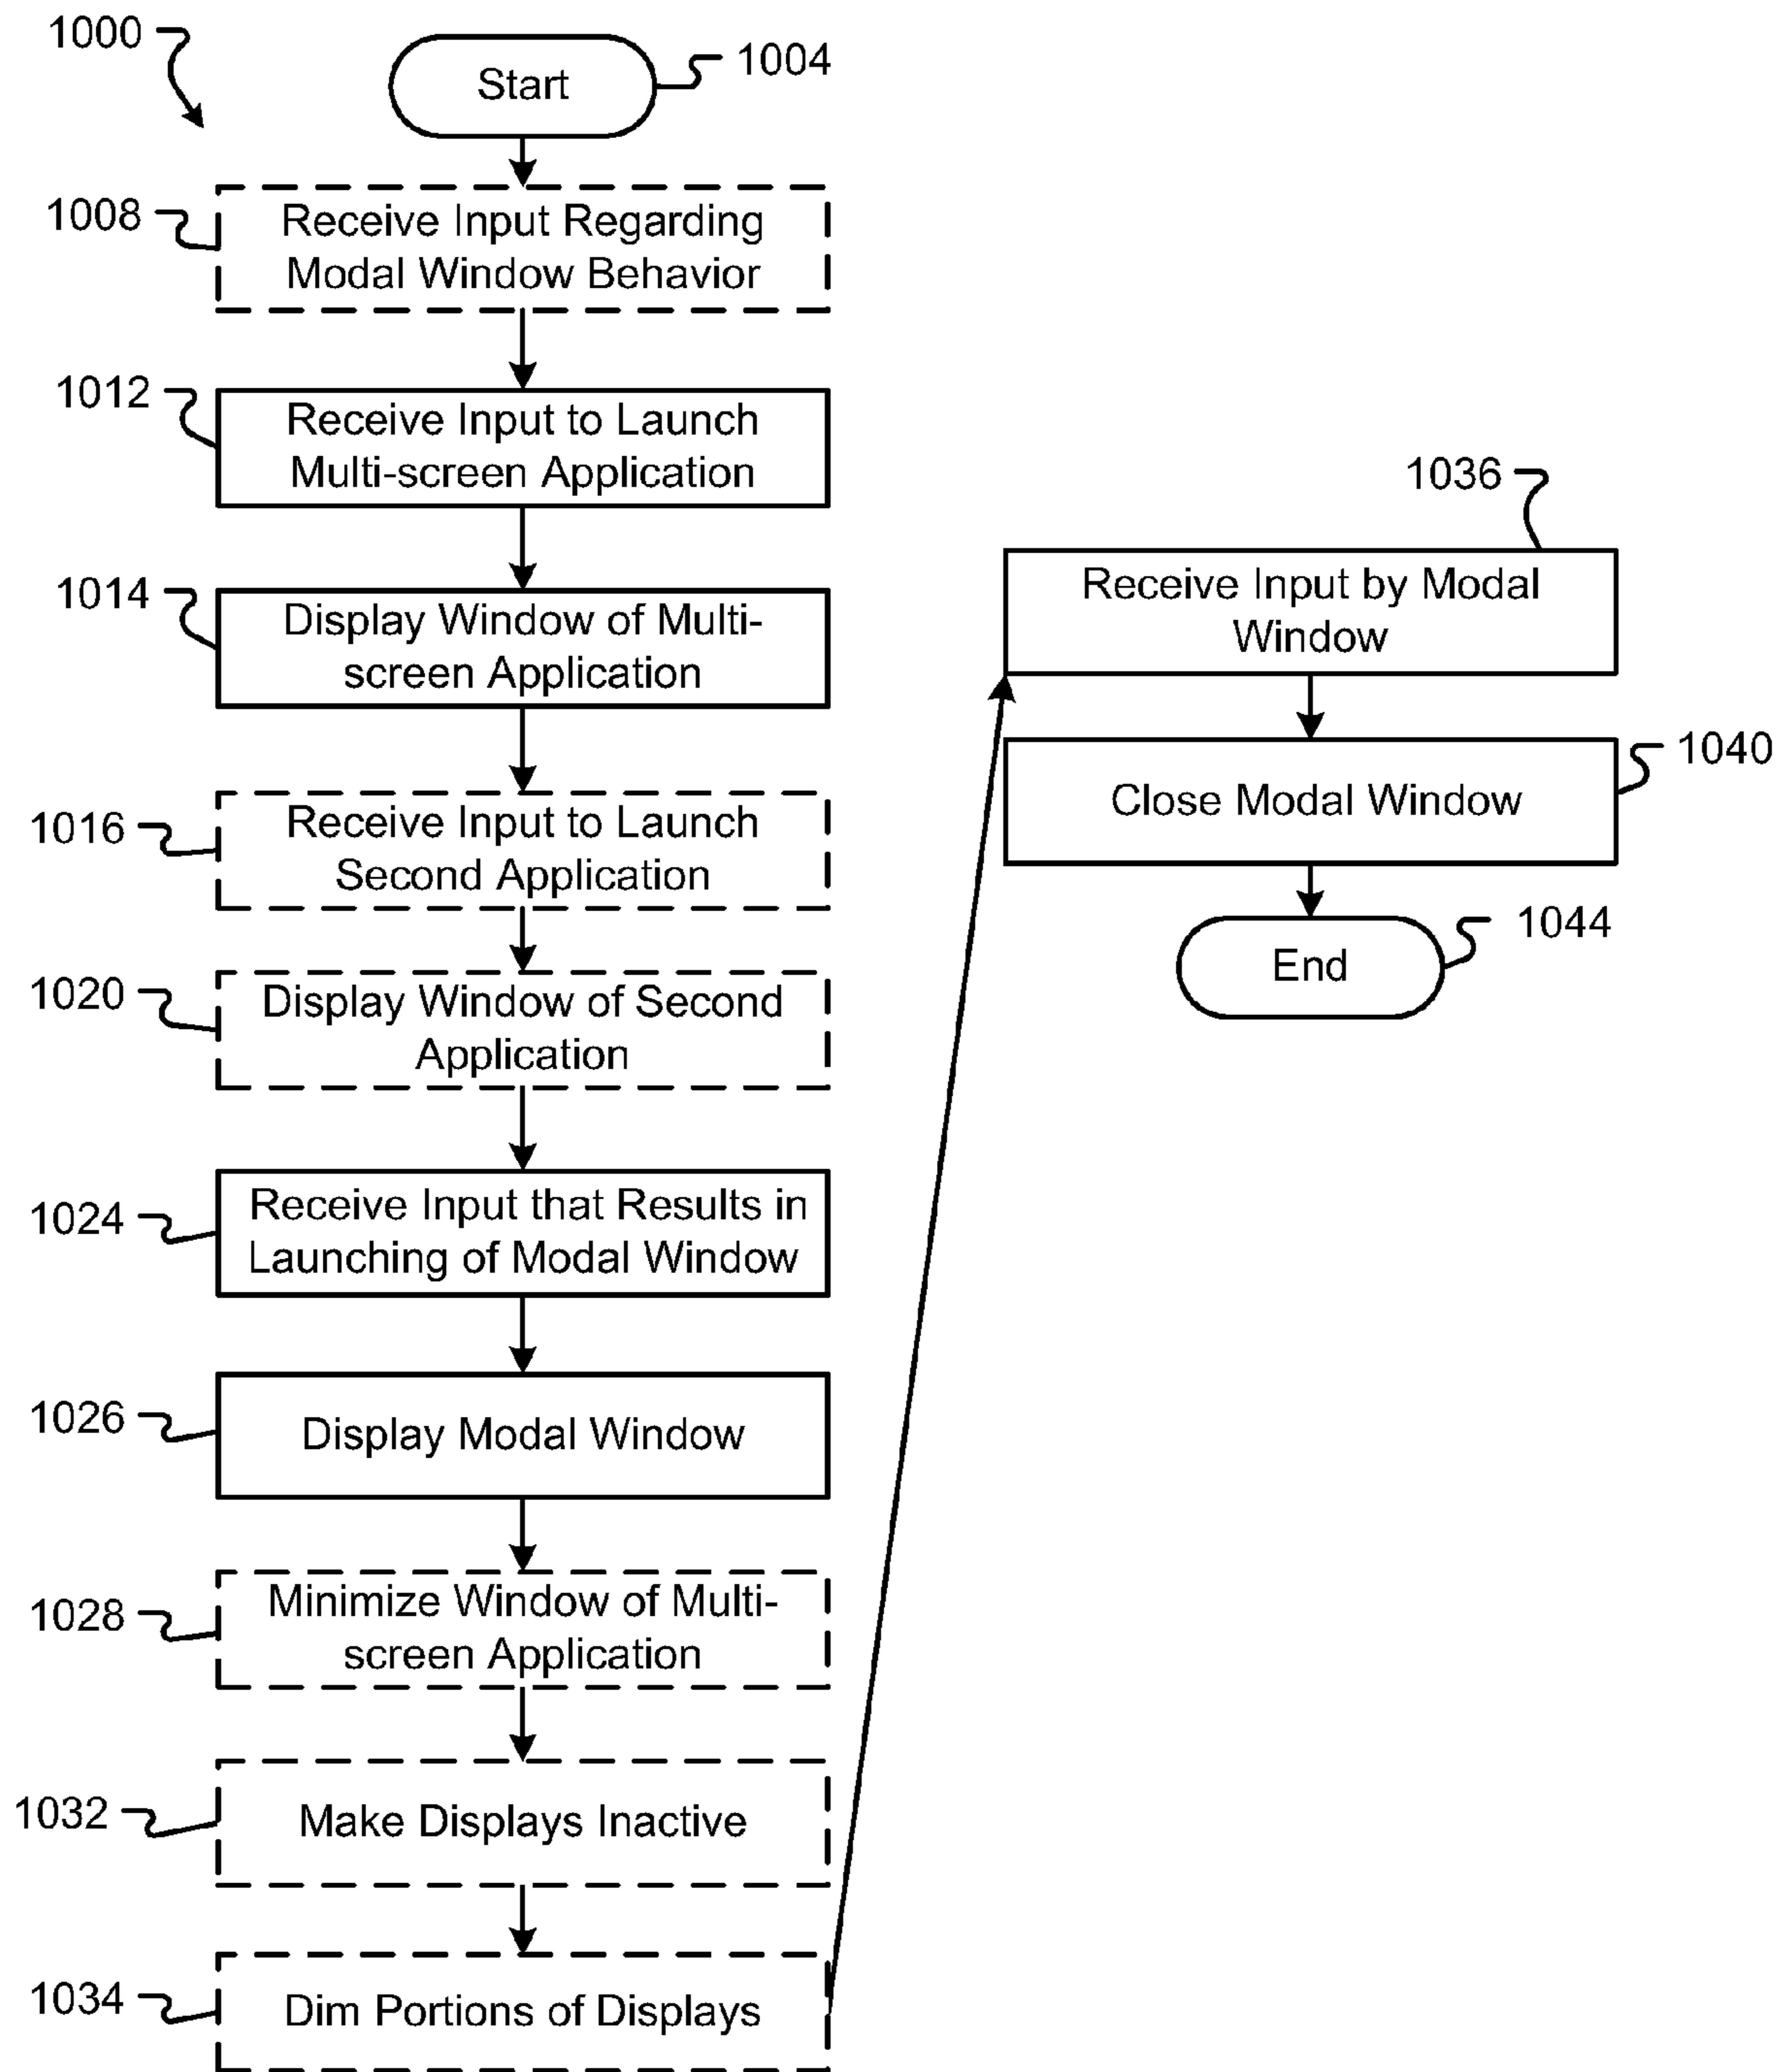 1000
Start
1004
1008
Receive Input Regarding
Modal Window Behavior
1012
Receive Input to Launch
Multi-screen Application
1014
Display Window of Multi-
screen Application
1016
Receive Input to Launch
Second Application
1020
Display Window of Second
Application
1024
Receive Input that Results in
Launching of Modal Window
1026
Display Modal Window
1028
Minimize Window of Multi-
screen Application
1032
Make Displays Inactive
1034
Dim Portions of Displays
1036
Receive Input by Modal
Window
1040
Close Modal Window
1044
End